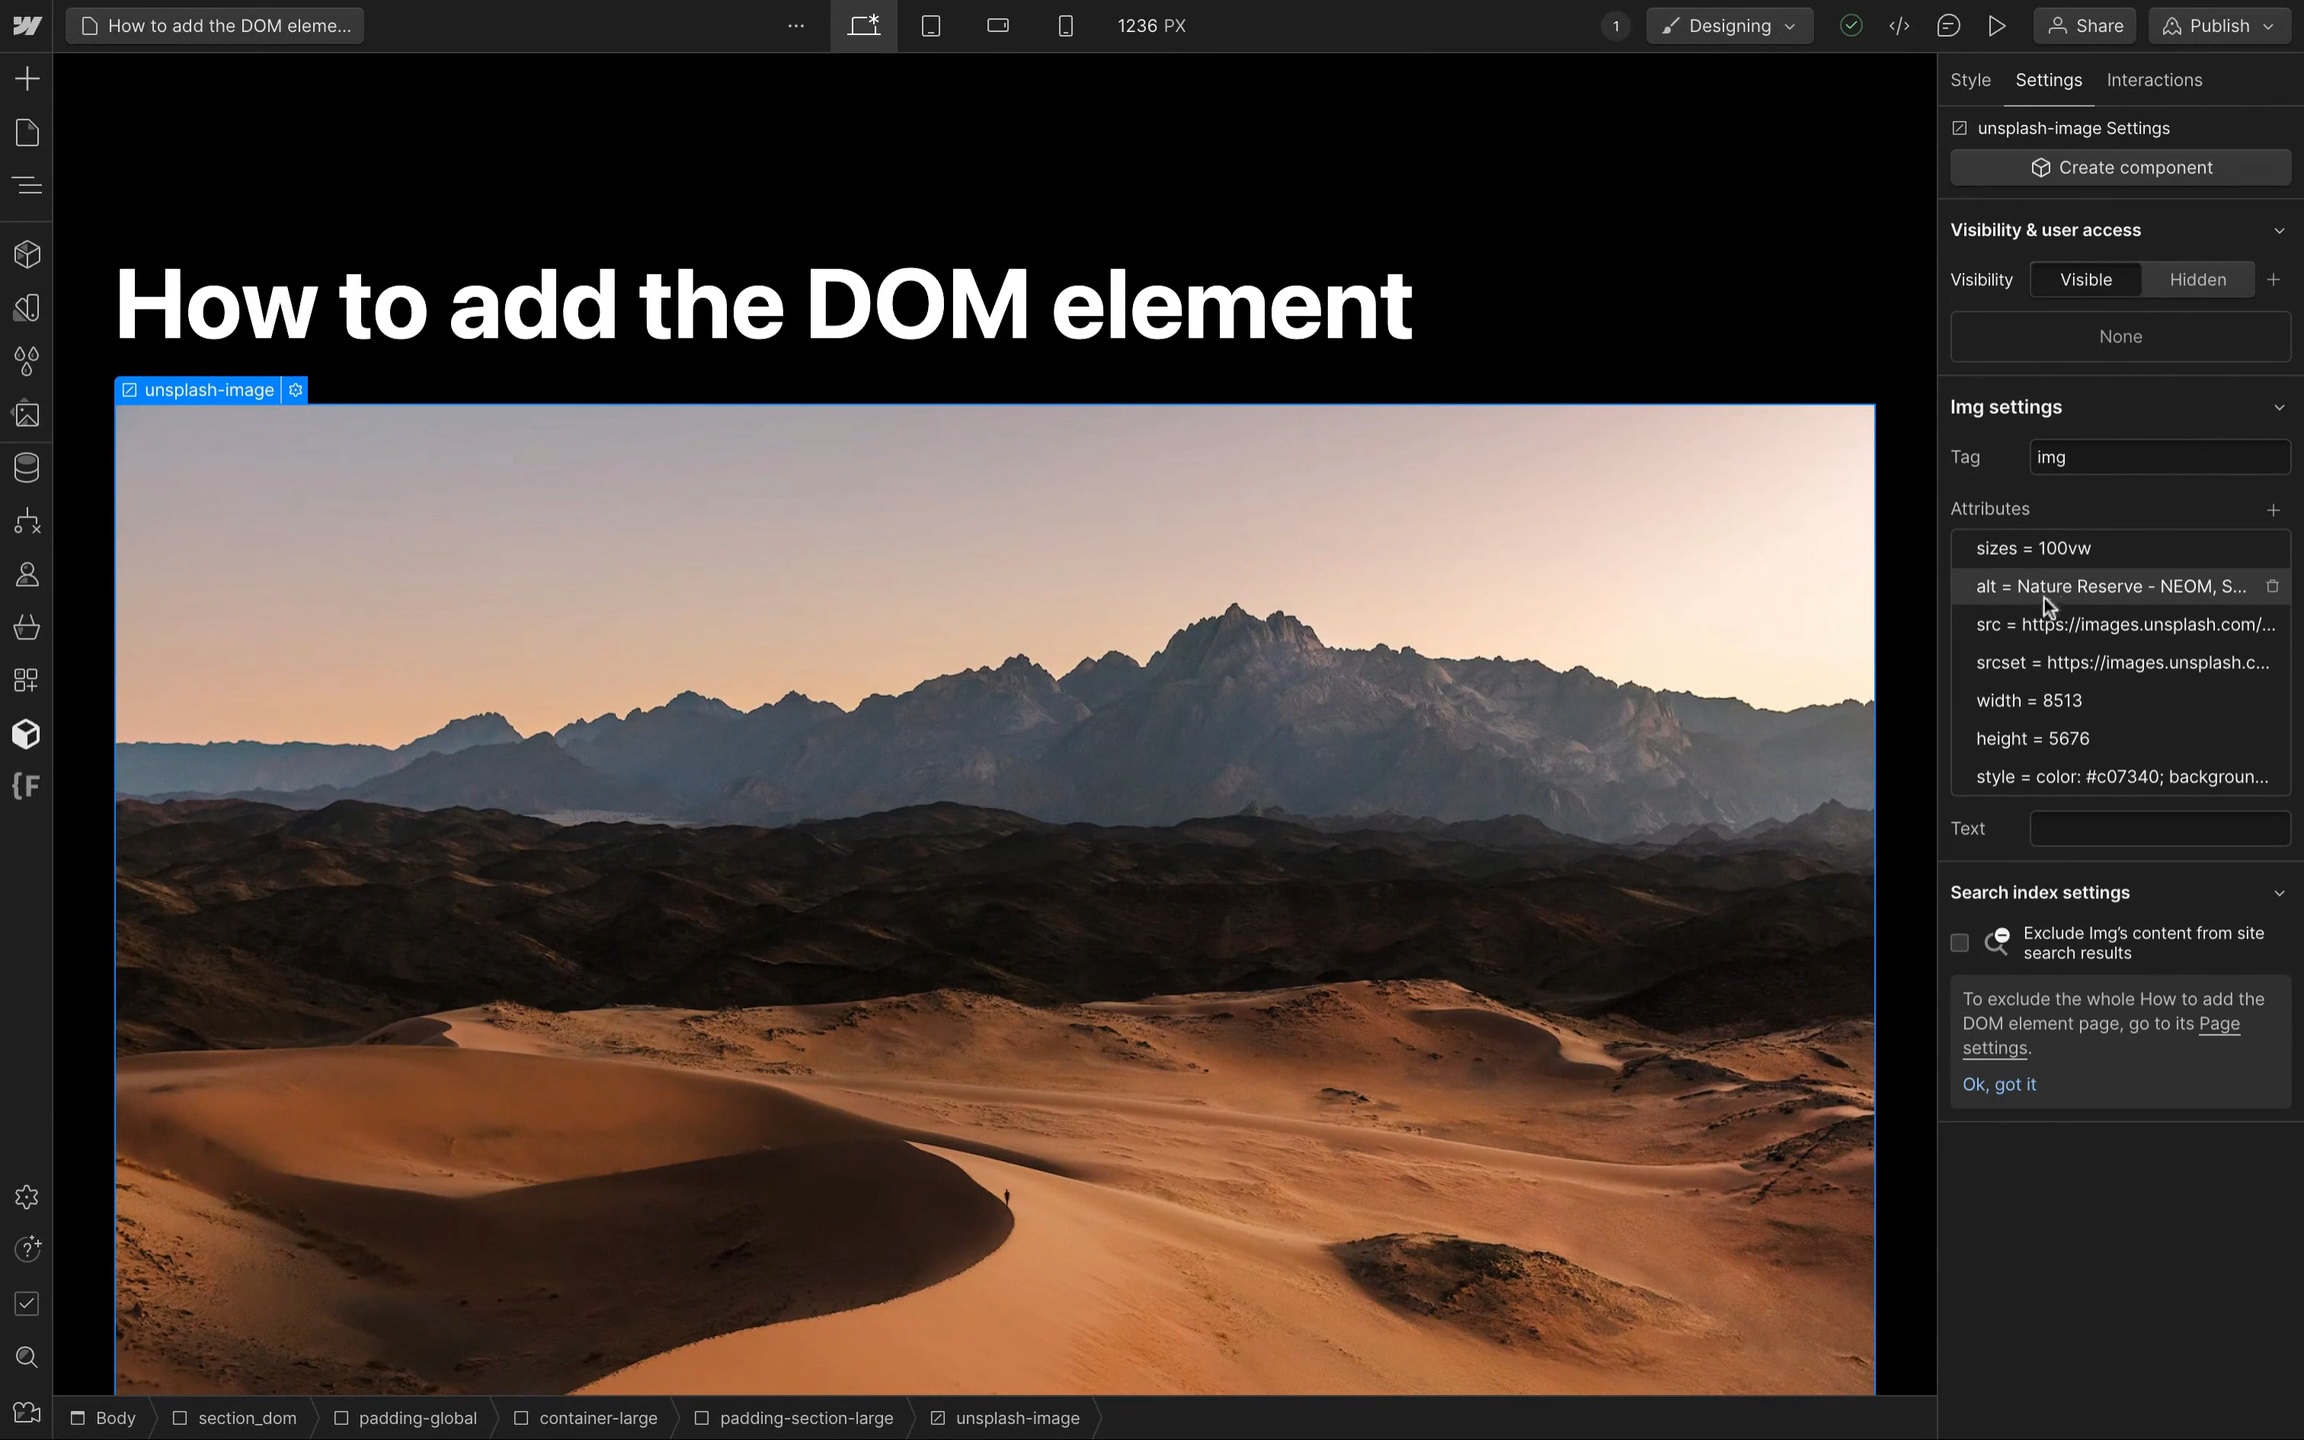 How to add the DOM eleme...
1236 PX
1
Designing
Share
Publish
Style
Settings
Interactions
unsplash-image Settings
Create component
Visibility & user access
Visibility
Visible
Hidden
None
Img settings
Tag
img
Attributes
sizes = 100vw
alt = Nature Reserve - NEOM, S...
src = https://images.unsplash.com/...
srcset = https://images.unsplash.c...
width = 8513
height = 5676
style = color: #c07340; backgroun...
Text
Search index settings
Exclude Img's content from site
search results
To exclude the whole How to add the
DOM element page, go to its Page
settings.
Ok, got it
How to add the DOM element
unsplash-image
{F
Body
section_dom
padding-global
container-large
padding-section-large
unsplash-image